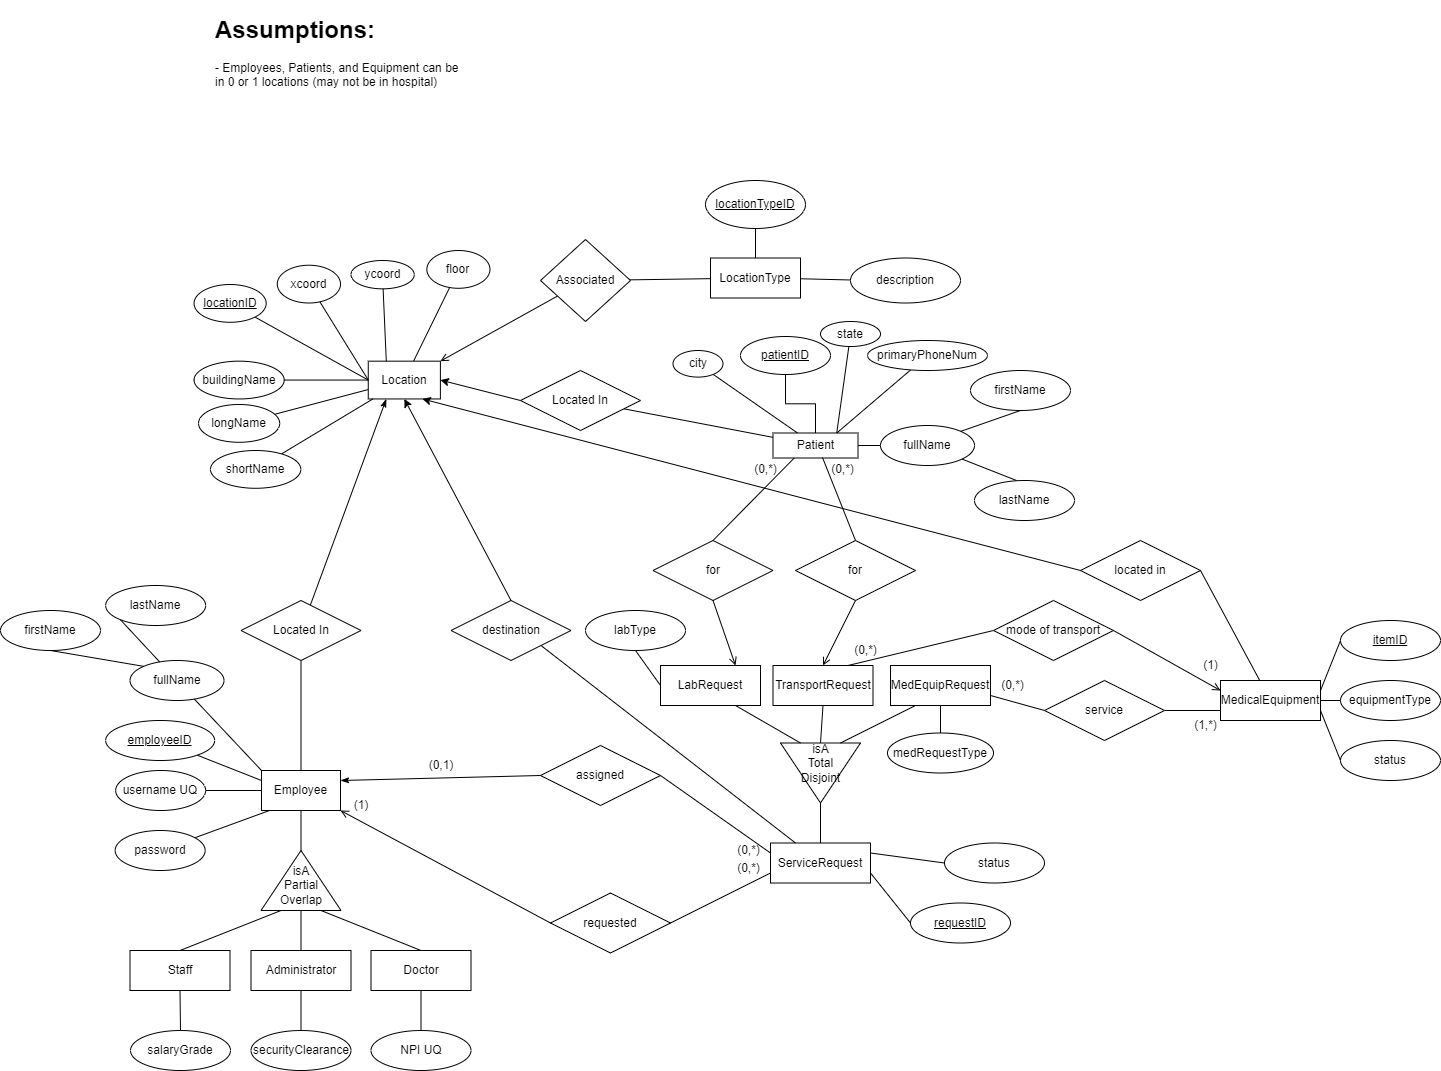 Assumptions:
- Employees, Patients, and Equipment can be
in 0 or 1 locations (may not be in hospital)
locationTypeID
Associated
LocationType
description
floor
ycoord
xcoord
locationID
Location
buildingName
longName
shortName
Located In
city
patientID
state
primaryPhoneNum
firstName
Patient
fullName
lastName
(0,*)
(0,*)
for
for
located in
lastName
firstName
fullName
Located In
destination
labType
mode of transport
(0,*)
(1)
itemID
LabRequest
TransportRequest
MedEquipRequest
(0,*)
service
MedicalEquipment
equipmentType
(1,*)
status
medRequestType
isA
Total
Disjoint
employeeID
username UQ
password
Employee
(0,1)
(1)
assigned
(0,*)
(0,*)
ServiceRequest
status
requestID
requested
isA
Partial
Overlap
Staff
Administrator
Doctor
salaryGrade
securityClearance
NPI UQ